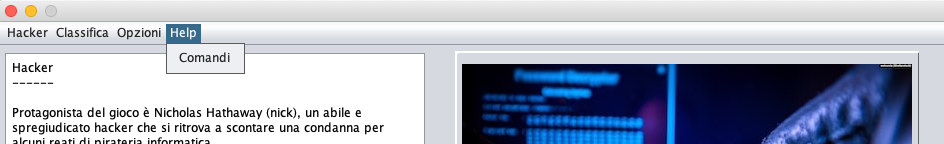 Hacker Classifica Opzioni Help
Comandi
Hacker
------
Protagonista del gioco è Nicholas Hathaway (nick), un abile e
spregiudicato hacker che si ritrova a scontare una condanna per
alcuni reati di pirateria informatica